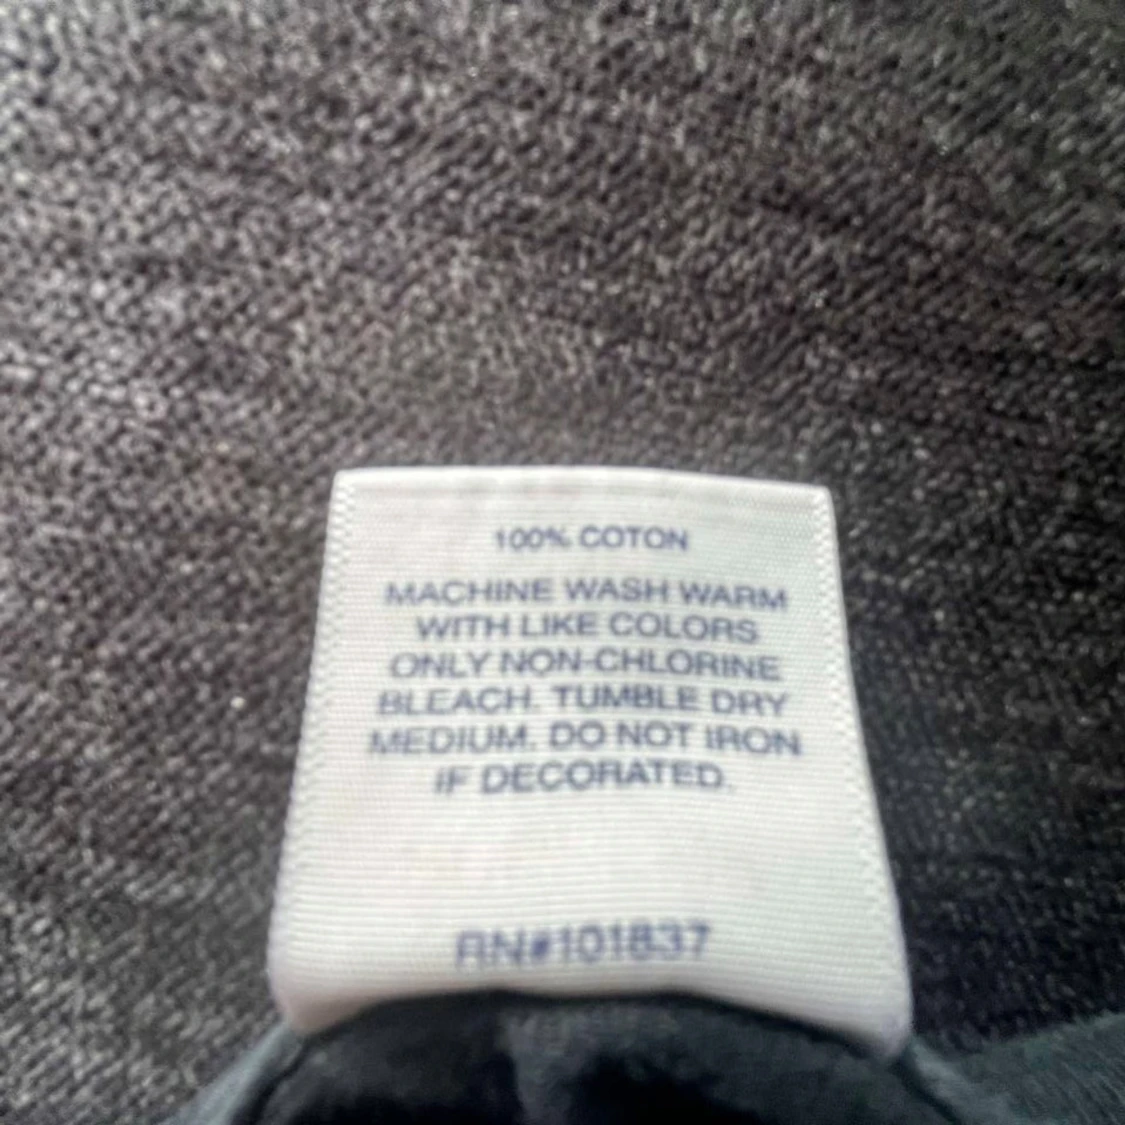 100% COTON
MACHINE WASH WARM
WITH LIKE COLORS
ONLY NON-CHLORINE
BLEACH. TUMBLE DRY
MEDIUM. DO NOT IRON
IF DECORATED.
RN#101837